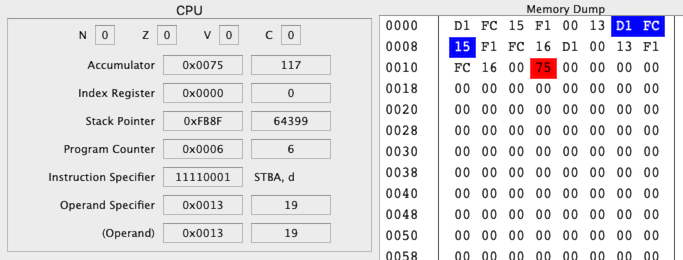 CPU
N 0 Z 0 V 0 C 0
Accumulator 0x0075 117
Index Register 0x0000 0
Stack Pointer 0xFB8F 64399
Program Counter 0x0006 6
Instruction Specifier 11110001 STBA, d
Operand Specifier 0x0013 19
(Operand) 0x0013 19
Memory Dump
0000 D1 FC 15 F1 00 13 D1 FC
0008 15 F1 FC 16 D1 00 13 F1
0010 FC 16 00 75 00 00 00 00
0018 00 00 00 00 00 00 00 00
0020 00 00 00 00 00 00 00 00
0028 00 00 00 00 00 00 00 00
0030 00 00 00 00 00 00 00 00
0038 00 00 00 00 00 00 00 00
0040 00 00 00 00 00 00 00 00
0048 00 00 00 00 00 00 00 00
0050 00 00 00 00 00 00 00 00
0058 00 00 00 00 00 00 00 00